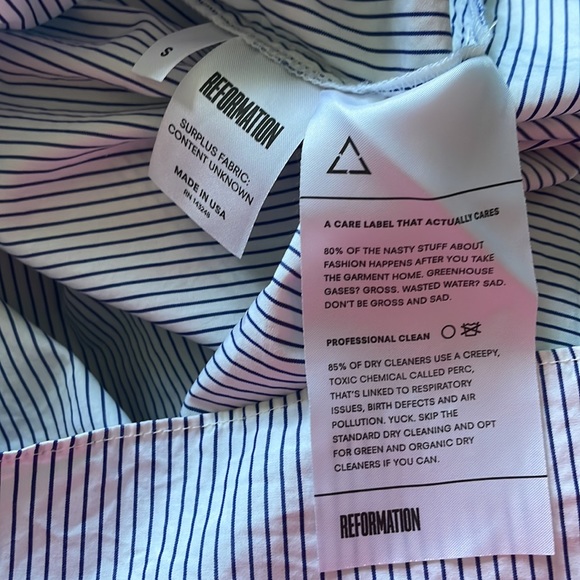 S
REFORMATION
SURPLUS FABRIC:
CONTENT UNKNOWN
MADE IN USA
RN 143249
A CARE LABEL THAT ACTUALLY CARES
80% OF THE NASTY STUFF ABOUT
FASHION HAPPENS AFTER YOU TAKE
THE GARMENT HOME. GREENHOUSE
GASES? GROSS. WASTED WATER? SAD.
DON'T BE GROSS AND SAD.
PROFESSIONAL CLEAN
85% OF DRY CLEANERS USE A CREEPY,
TOXIC CHEMICAL CALLED PERC,
THAT'S LINKED TO RESPIRATORY
ISSUES, BIRTH DEFECTS AND AIR
POLLUTION. YUCK. SKIP THE
STANDARD DRY CLEANING AND OPT
FOR GREEN AND ORGANIC DRY
CLEANERS IF YOU CAN.
REFORMATION